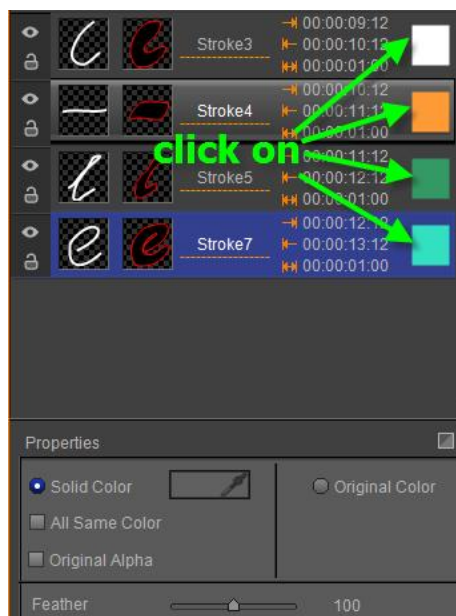 00:00:09:12
Stroke3
00:00:10:12
00:00:01:00
00:00:10:12
Stroke4
00:00:11:12
00:00:01:00
click on
00:00:11:12
Stroke5
00:00:12:12
00:00:01:00
00:00:12:12
Stroke7
00:00:13:12
00:00:01:00
Properties
Solid Color
Original Color
All Same Color
Original Alpha
Feather
100